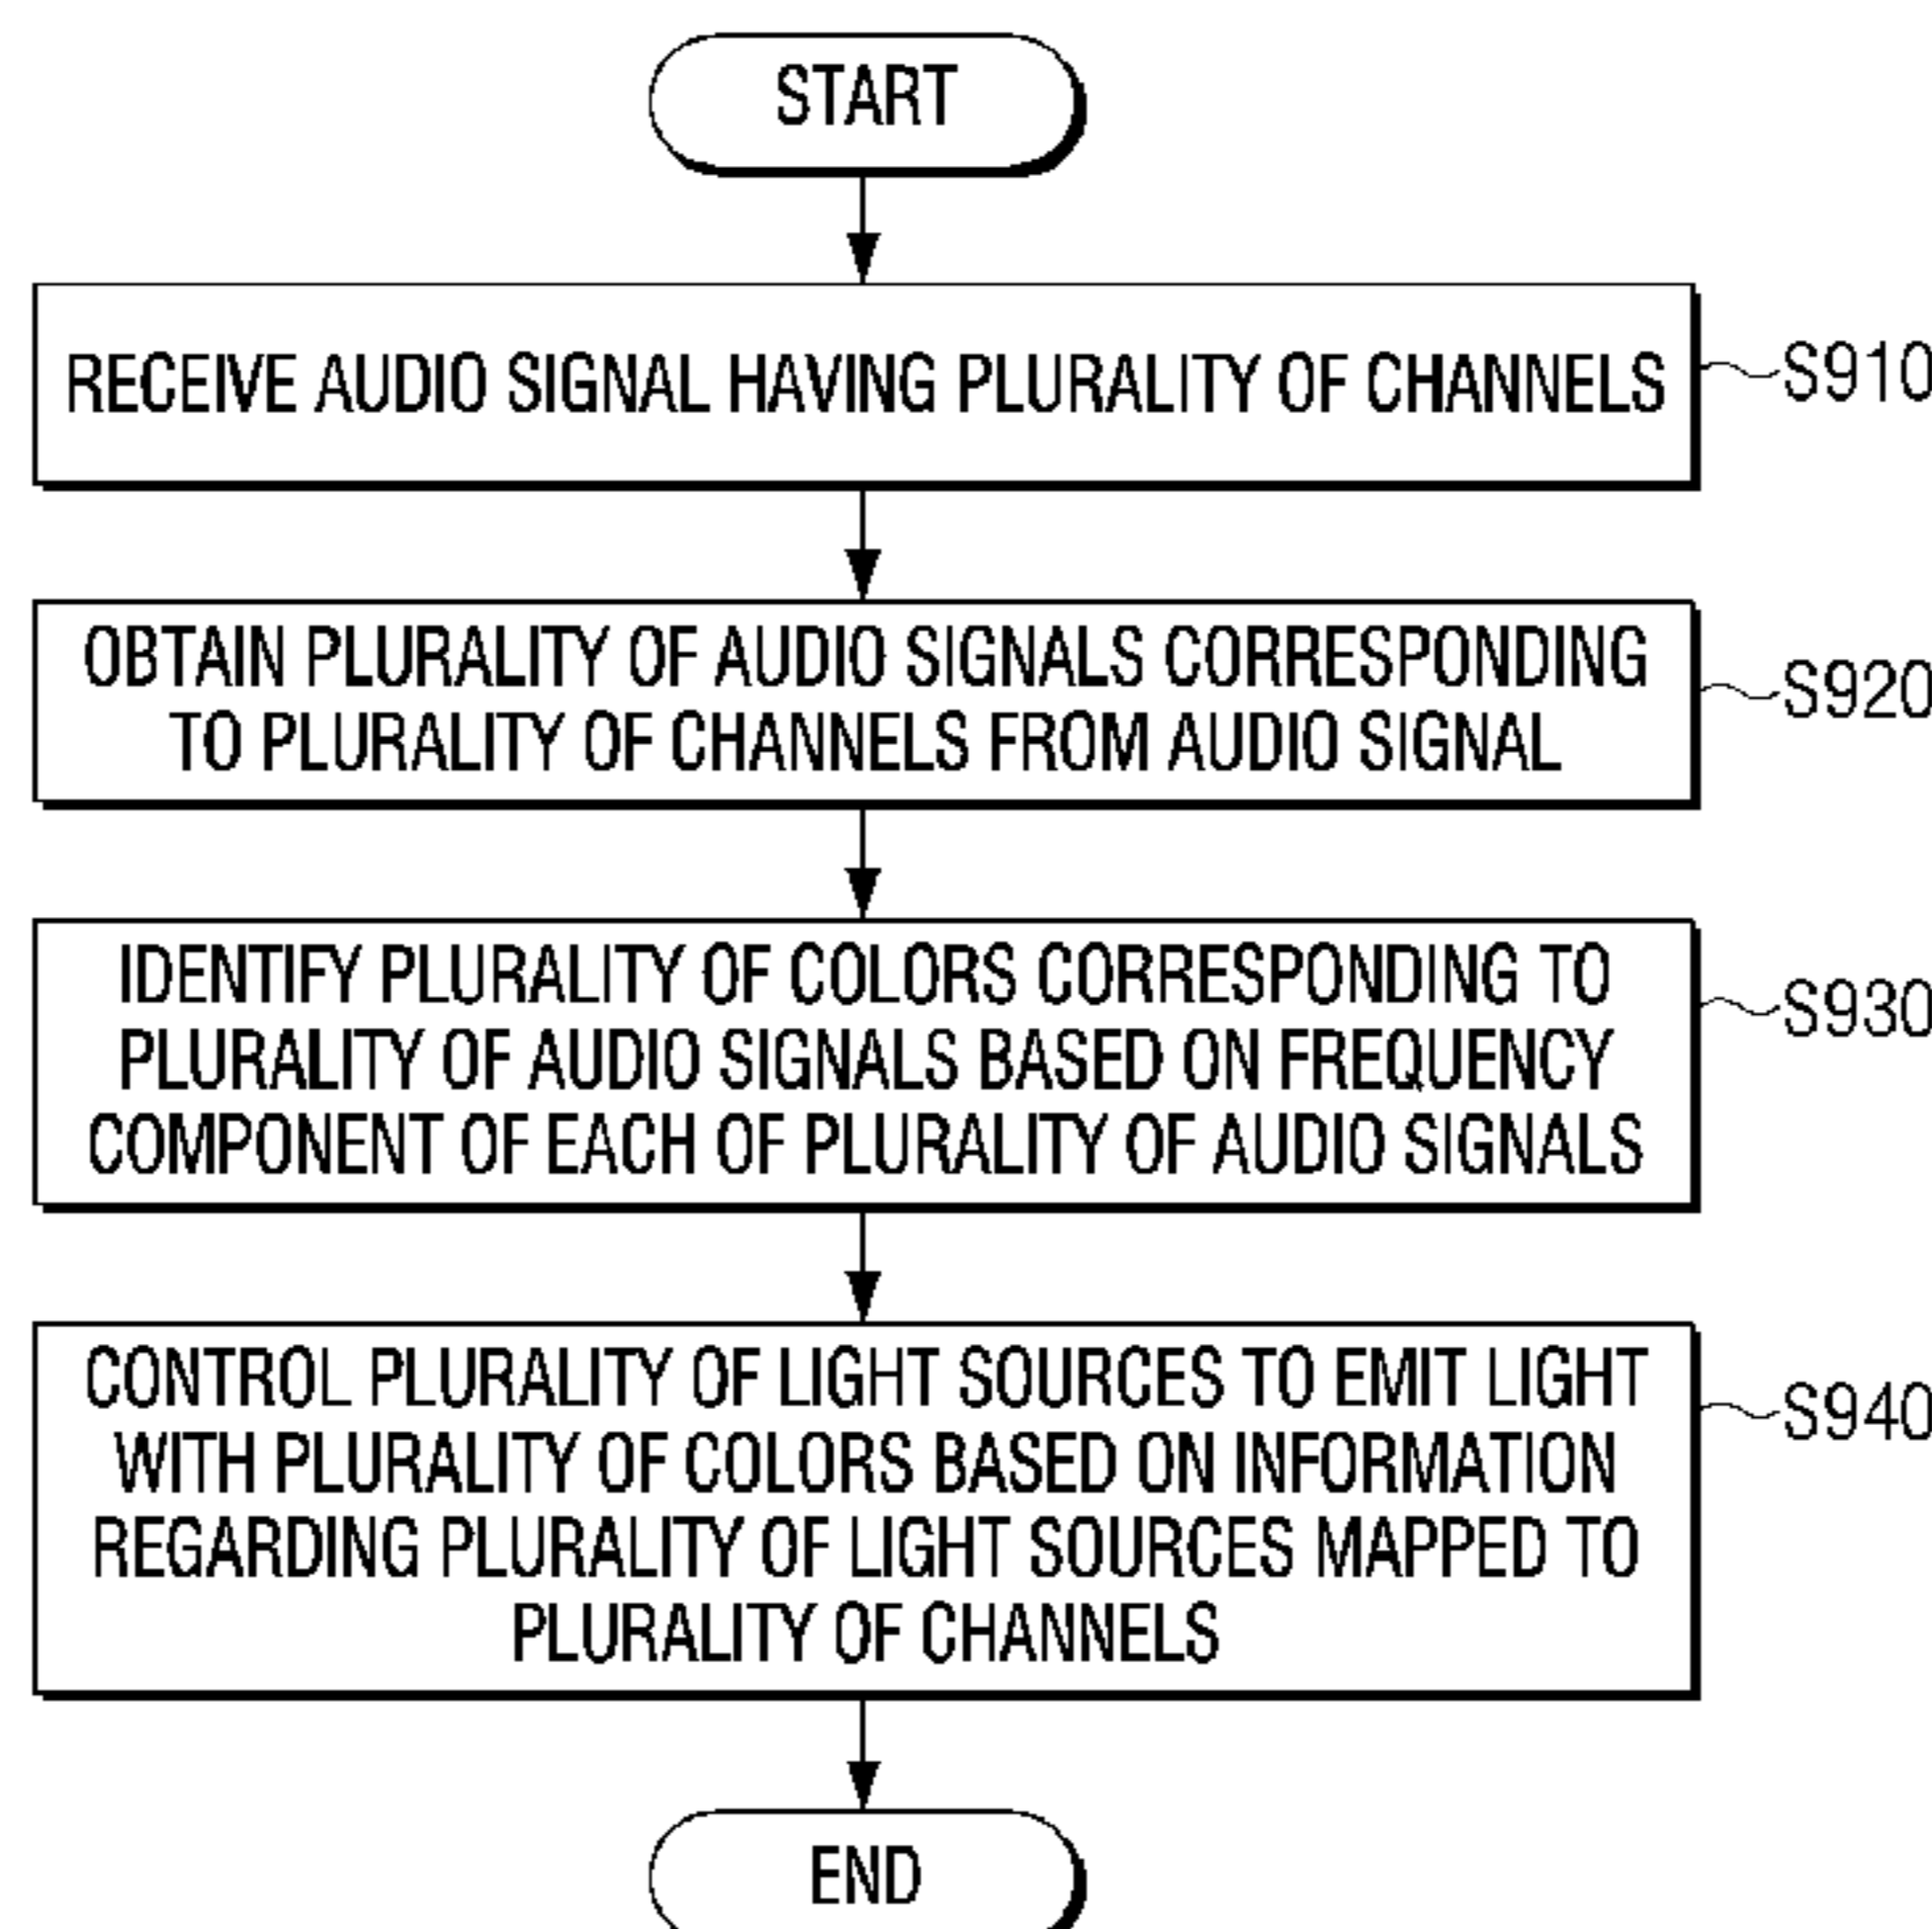 START
RECEIVE AUDIO SIGNAL HAVING PLURALITY OF CHANNELS
S910
OBTAIN PLURALITY OF AUDIO SIGNALS CORRESPONDING
TO PLURALITY OF CHANNELS FROM AUDIO SIGNAL
S920
IDENTIFY PLURALITY OF COLORS CORRESPONDING TO
PLURALITY OF AUDIO SIGNALS BASED ON FREQUENCY
COMPONENT OF EACH OF PLURALITY OF AUDIO SIGNALS
S930
CONTROL PLURALITY OF LIGHT SOURCES TO EMIT LIGHT
WITH PLURALITY OF COLORS BASED ON INFORMATION
REGARDING PLURALITY OF LIGHT SOURCES MAPPED TO
PLURALITY OF CHANNELS
S940
END